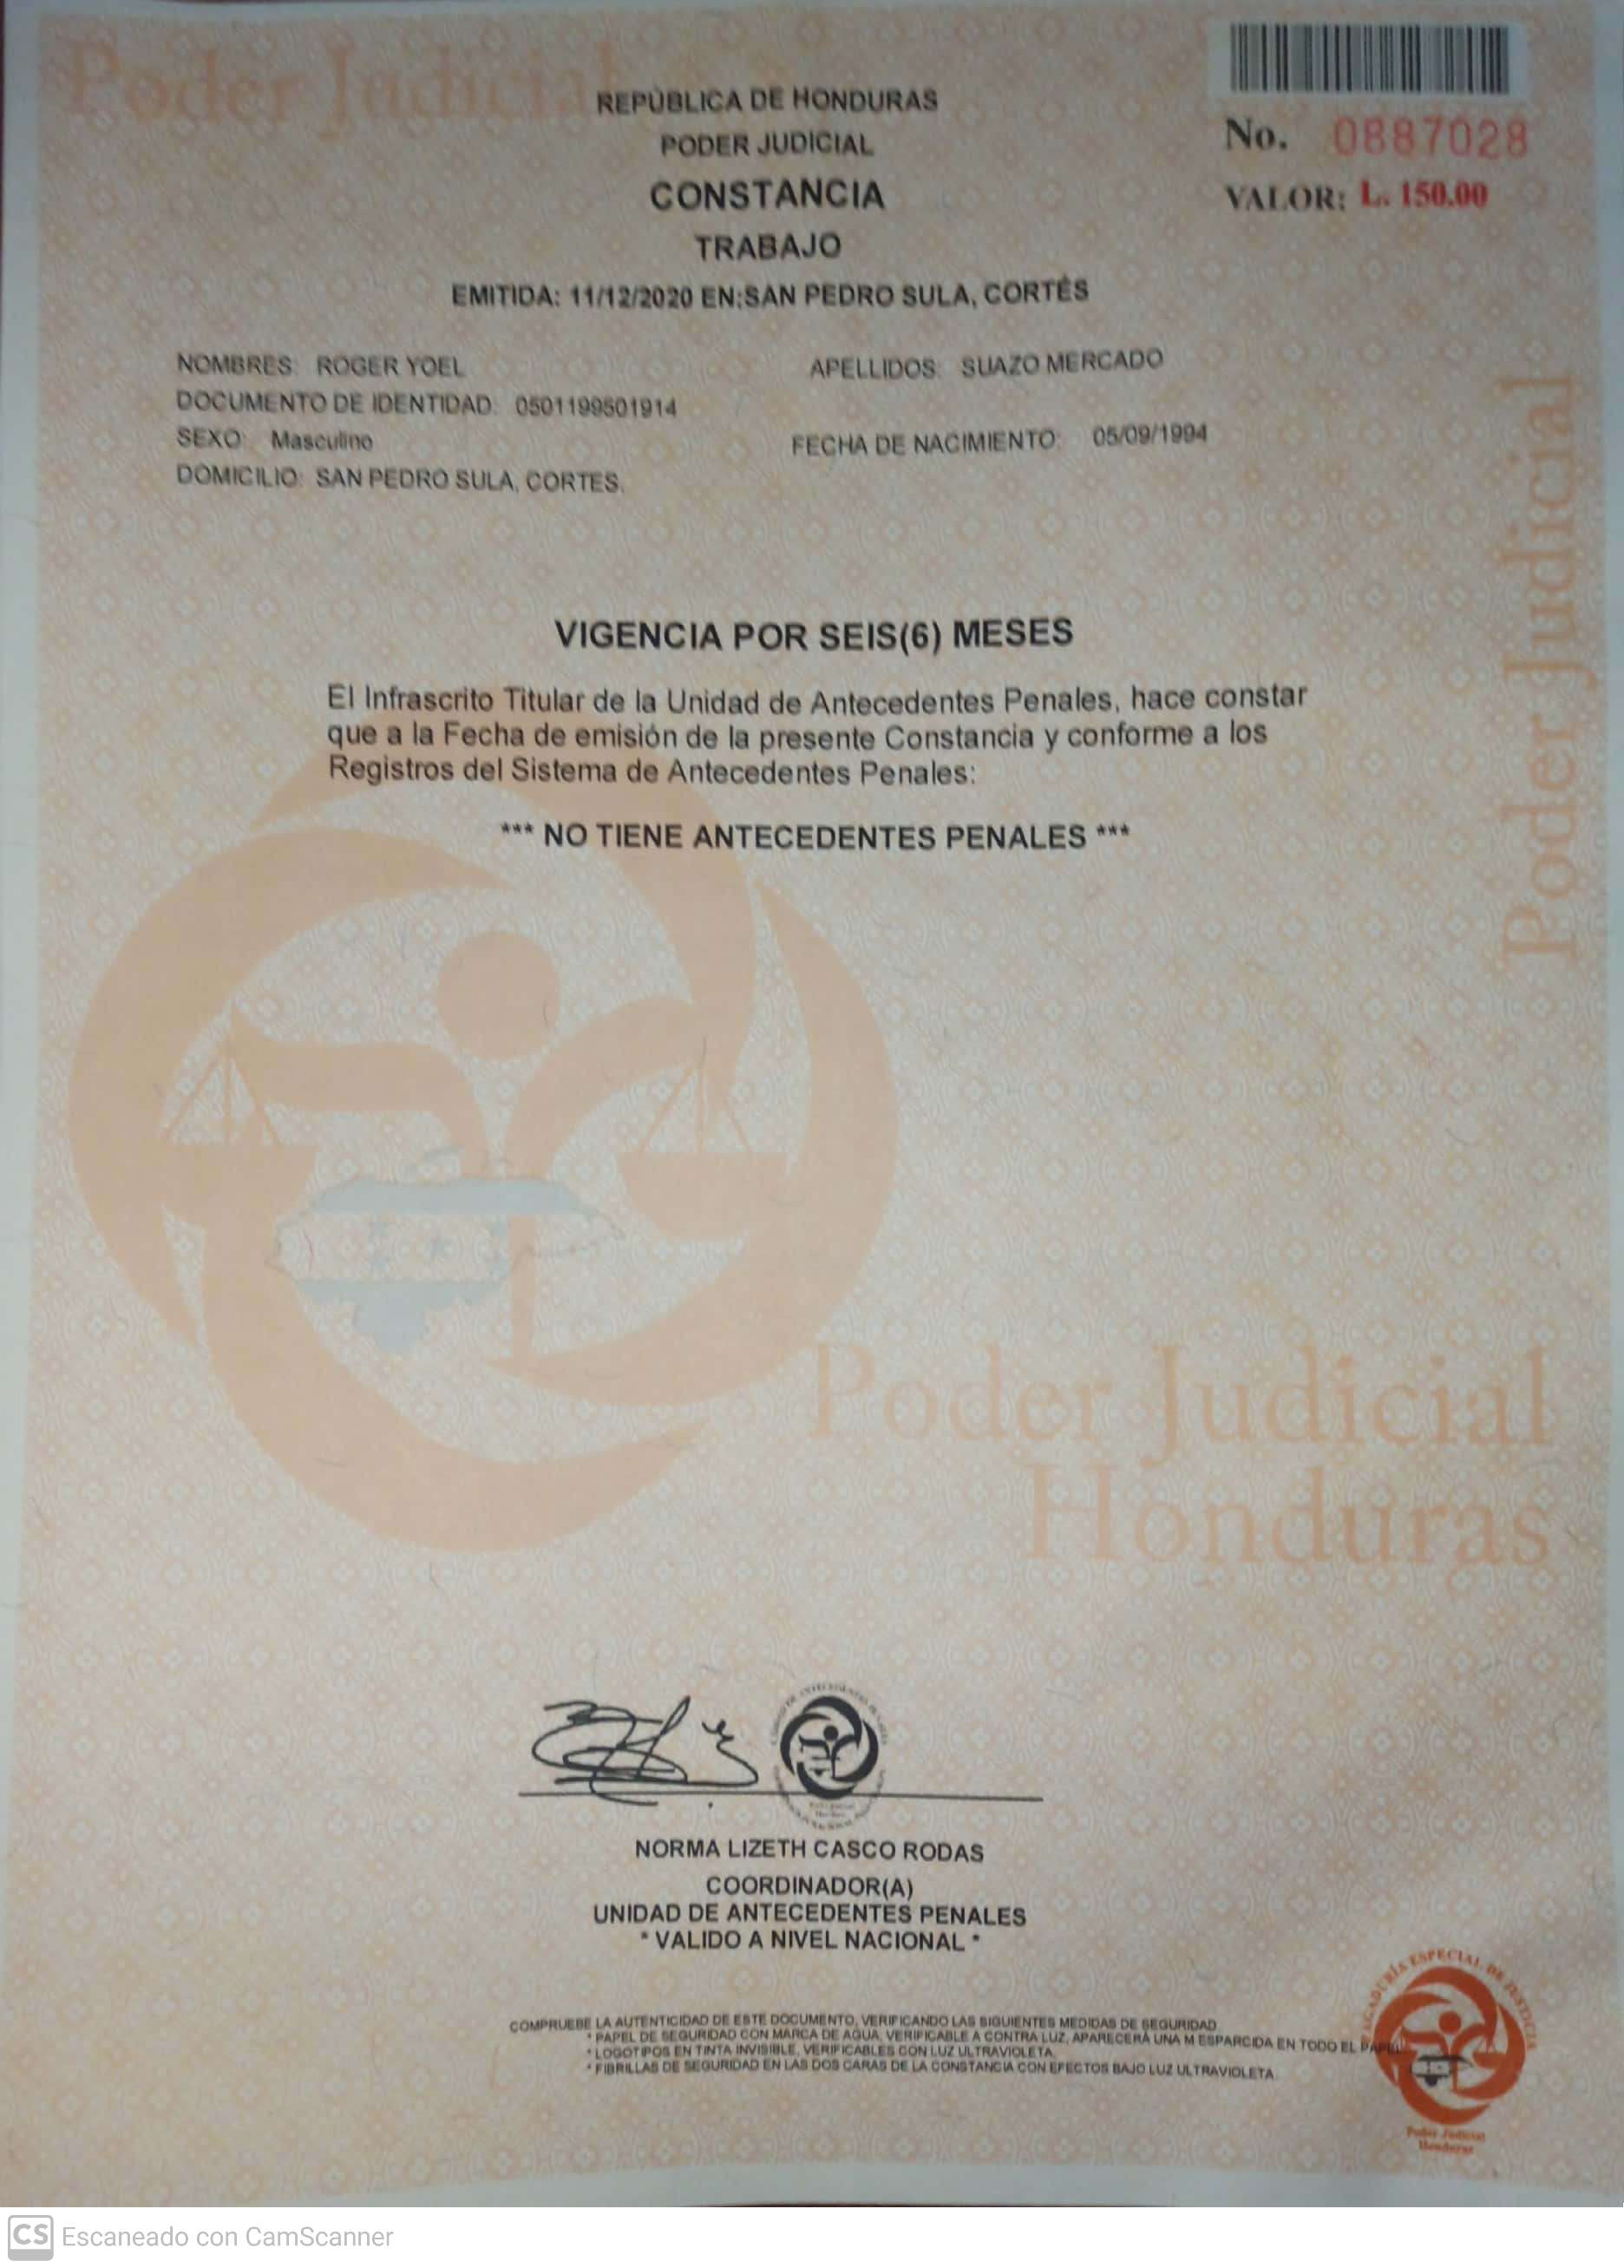 Poder Judicial
REPÚBLICA DE HONDURAS
PODER JUDICIAL
CONSTANCIA
TRABAJO
EMITIDA: 11/12/2020 EN:SAN PEDRO SULA, CORTÉS
No. 0887028
VALOR: L. 150.00
NOMBRES: ROGER YOEL APELLIDOS: SUAZO MERCADO
DOCUMENTO DE IDENTIDAD: 0501199501914
SEXO: Masculino FECHA DE NACIMIENTO: 05/09/1994
DOMICILIO: SAN PEDRO SULA, CORTES.
Poder Judicial
VIGENCIA POR SEIS(6) MESES
El Infrascrito Titular de la Unidad de Antecedentes Penales, hace constar
que a la Fecha de emisión de la presente Constancia y conforme a los
Registros del Sistema de Antecedentes Penales:
*** NO TIENE ANTECEDENTES PENALES ***
Poder Judicial
Honduras
NORMA LIZETH CASCO RODAS
COORDINADOR(A)
UNIDAD DE ANTECEDENTES PENALES
* VALIDO A NIVEL NACIONAL *
COMPRUEBE LA AUTENTICIDAD DE ESTE DOCUMENTO, VERIFICANDO LAS SIGUIENTES MEDIDAS DE SEGURIDAD
* PAPEL DE SEGURIDAD CON MARCA DE AGUA, VERIFICABLE A CONTRA LUZ, APARECERÁ UNA M ESPARCIDA EN TODO EL PAPEL
* LOGOTIPOS EN TINTA INVISIBLE, VERIFICABLES CON LUZ ULTRAVIOLETA.
* FIBRILLAS DE SEGURIDAD EN LAS DOS CARAS DE LA CONSTANCIA CON EFECTOS BAJO LUZ ULTRAVIOLETA
ESPECIAL DE JUSTICIA
Poder Judicial
Honduras
CS Escaneado con CamScanner